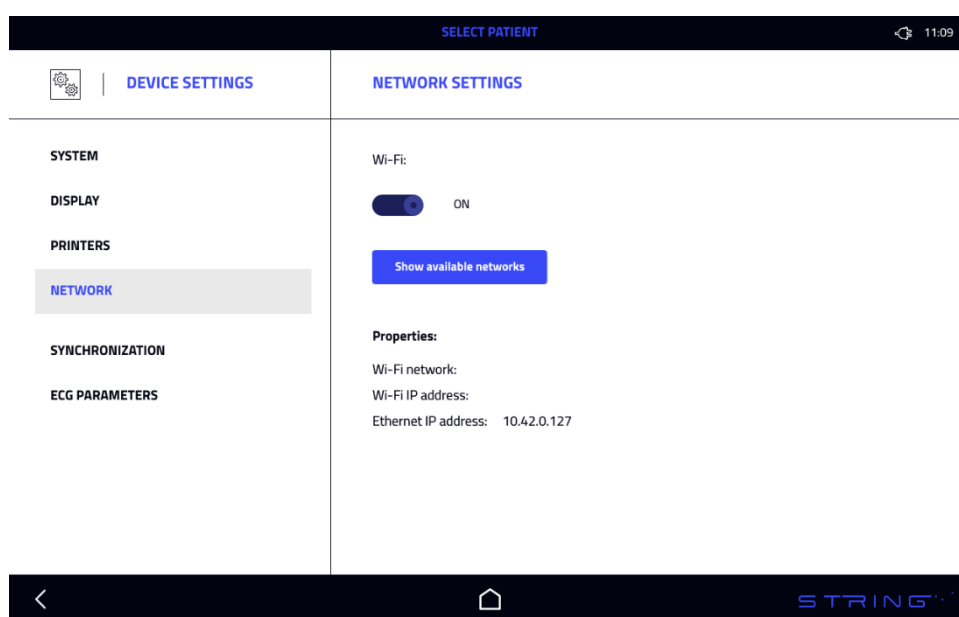 SELECT PATIENT
11:09
DEVICE SETTINGS
NETWORK SETTINGS
SYSTEM
DISPLAY
PRINTERS
NETWORK
SYNCHRONIZATION
ECG PARAMETERS
Wi-Fi:
ON
Show available networks
Properties:
Wi-Fi network:
Wi-Fi IP address:
Ethernet IP address: 10.42.0.127
STRING